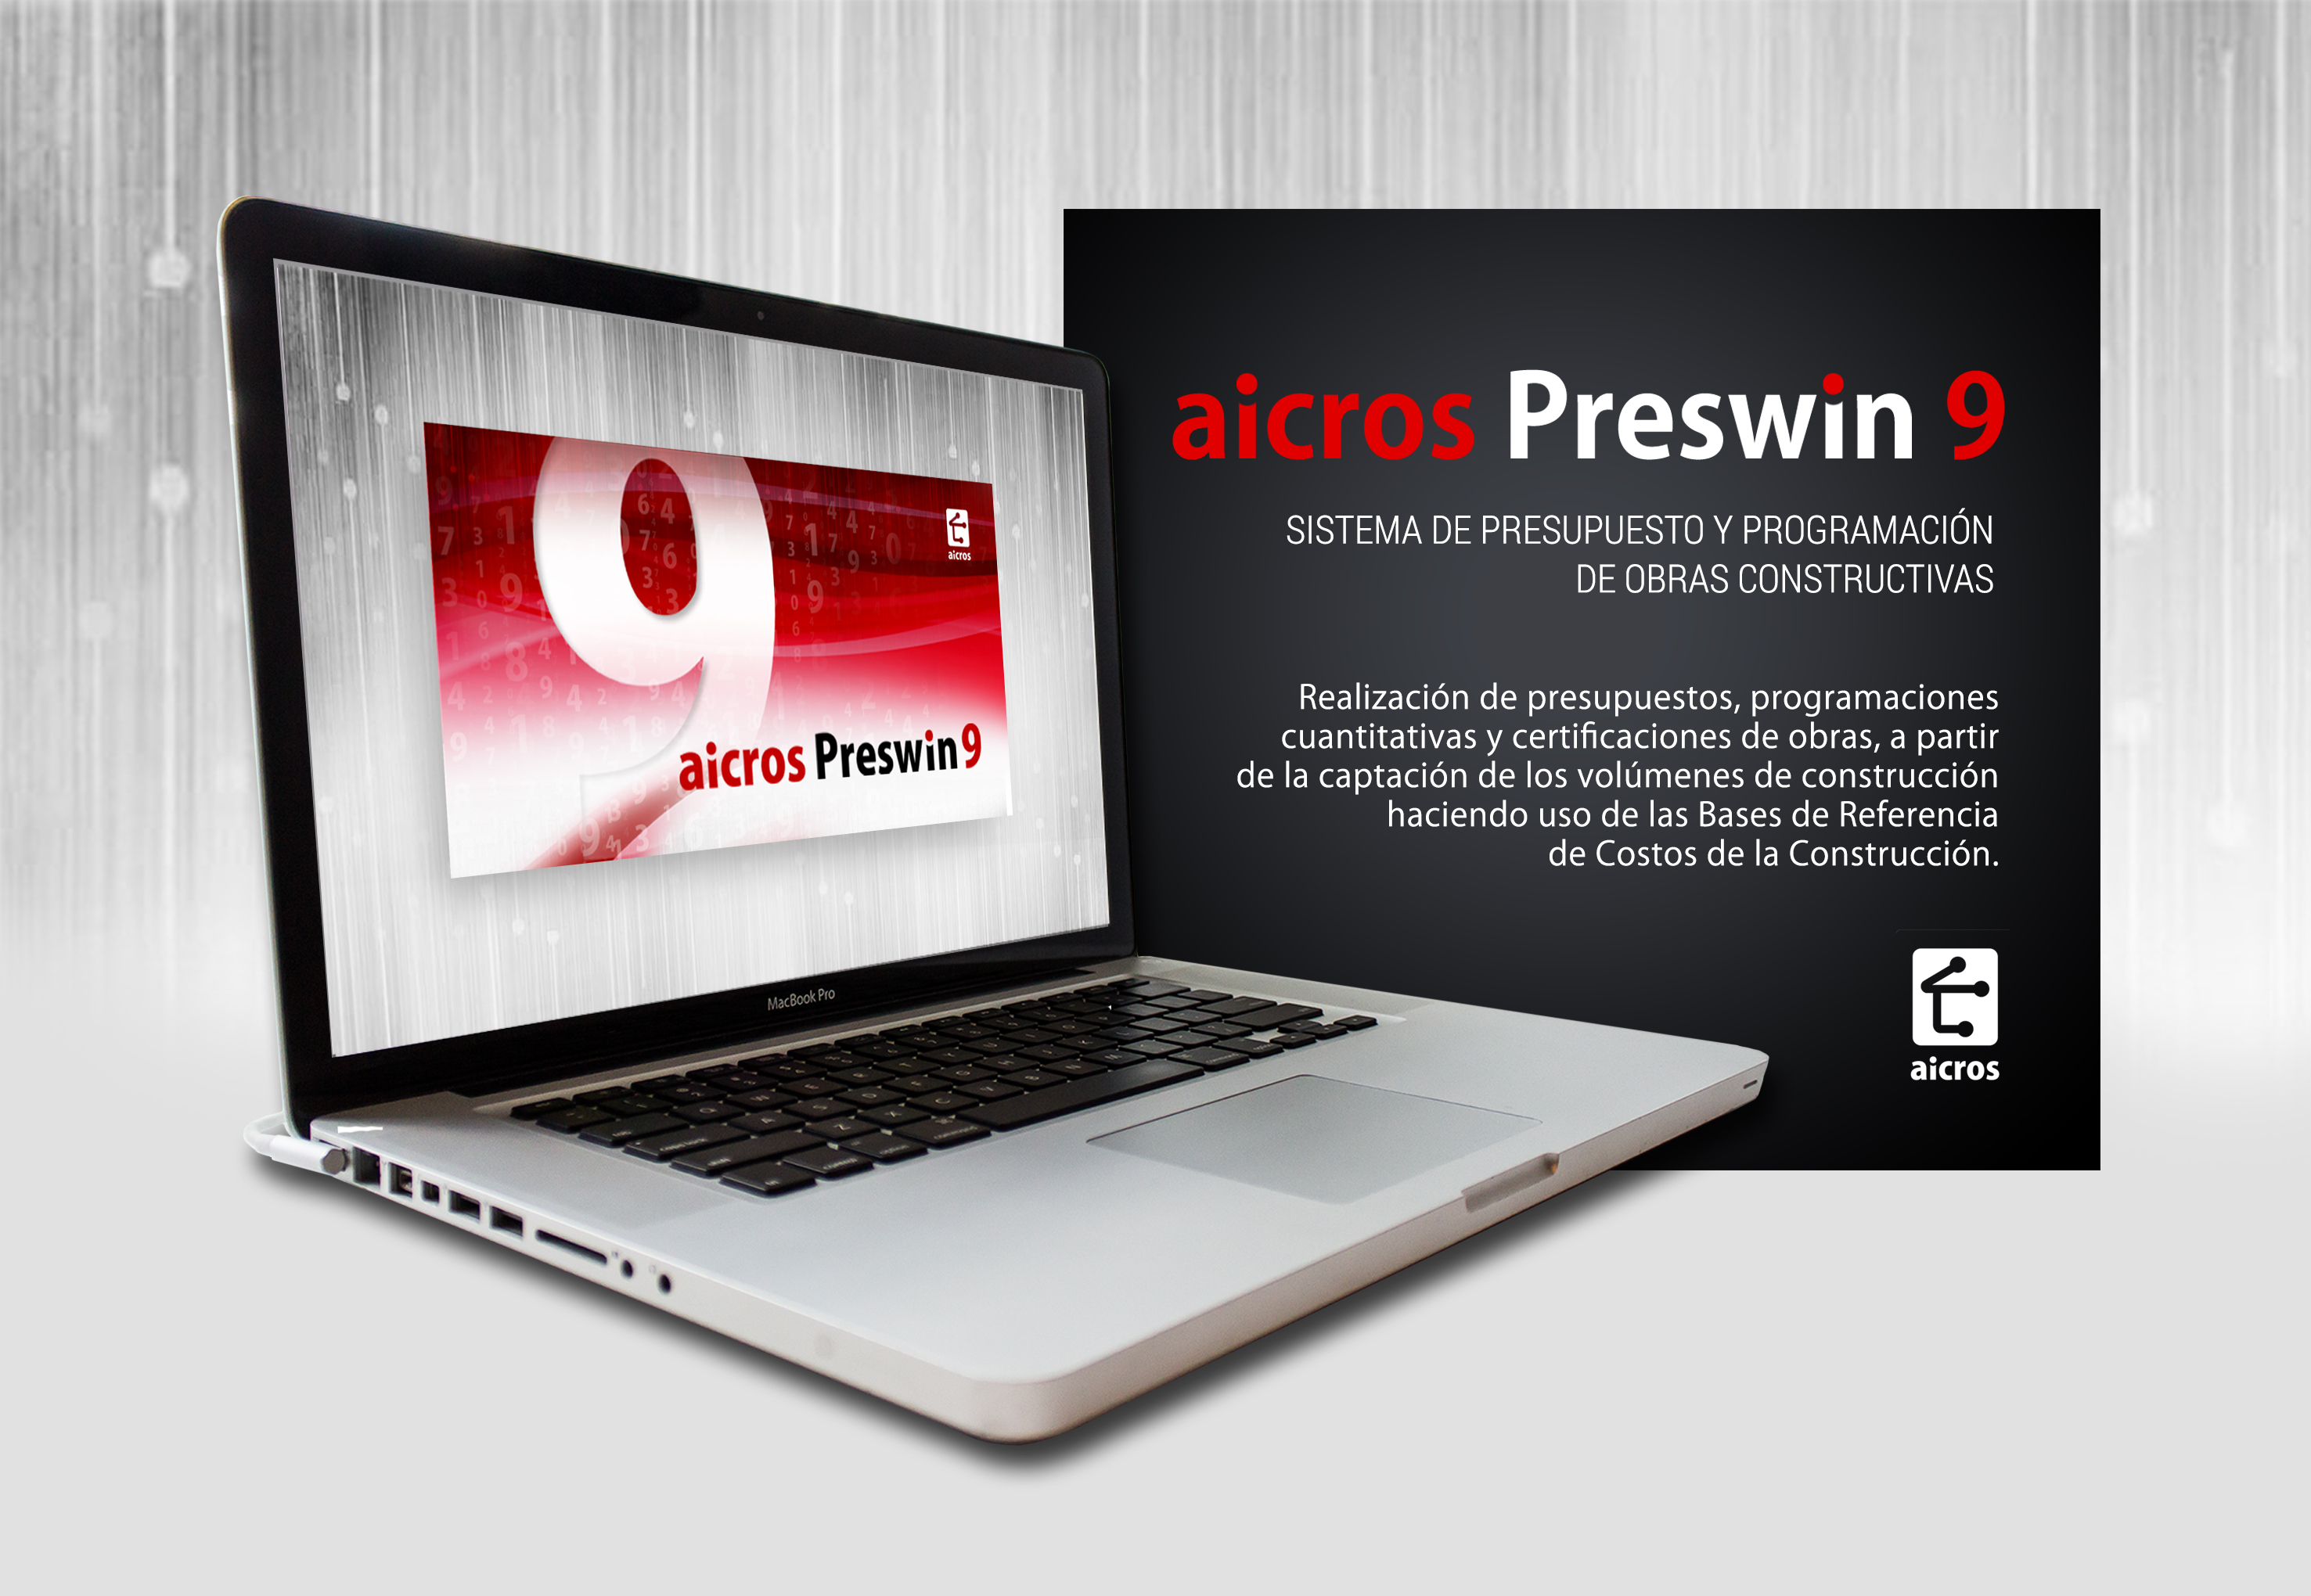 aicros Preswin 9
SISTEMA DE PRESUPUESTO Y PROGRAMACIÓN
DE OBRAS CONSTRUCTIVAS
Realización de presupuestos, programaciones
cuantitativas y certificaciones de obras, a partir
de la captación de los volúmenes de construcción
haciendo uso de las Bases de Referencia
de Costos de la Construcción.
aicros
9
aicros
aicros Preswin 9
MacBook Pro